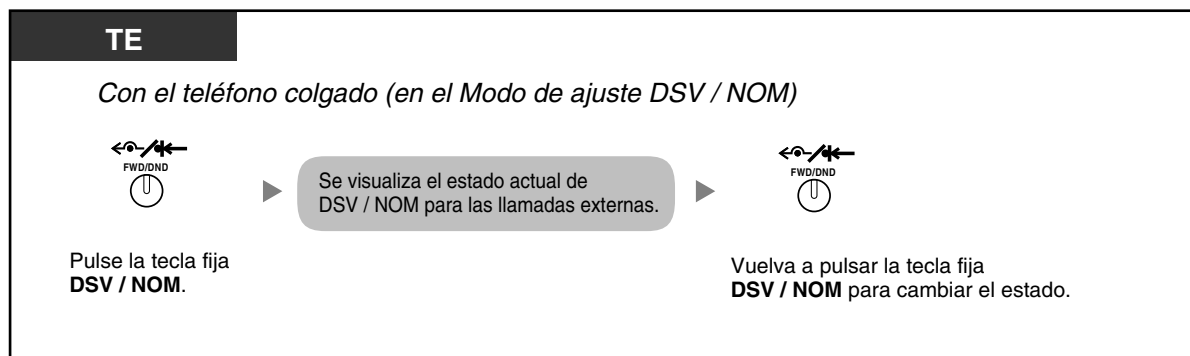 TE
Con el teléfono colgado (en el Modo de ajuste DSV / NOM)
FWD/DND
Pulse la tecla fija
DSV / NOM.
Se visualiza el estado actual de
DSV / NOM para las llamadas externas.
FWD/DND
Vuelva a pulsar la tecla fija
DSV / NOM para cambiar el estado.